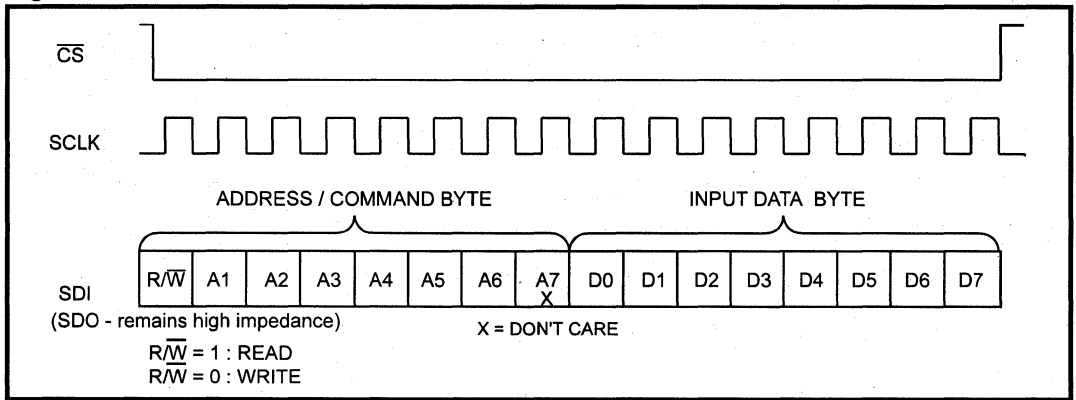 C̅S̅
SCLK
ADDRESS / COMMAND BYTE
INPUT DATA BYTE
SDI
R/W̅ A1 A2 A3 A4 A5 A6 A7 D0 D1 D2 D3 D4 D5 D6 D7
X
(SDO - remains high impedance)
X = DON'T CARE
R/W̅ = 1 : READ
R/W̅ = 0 : WRITE